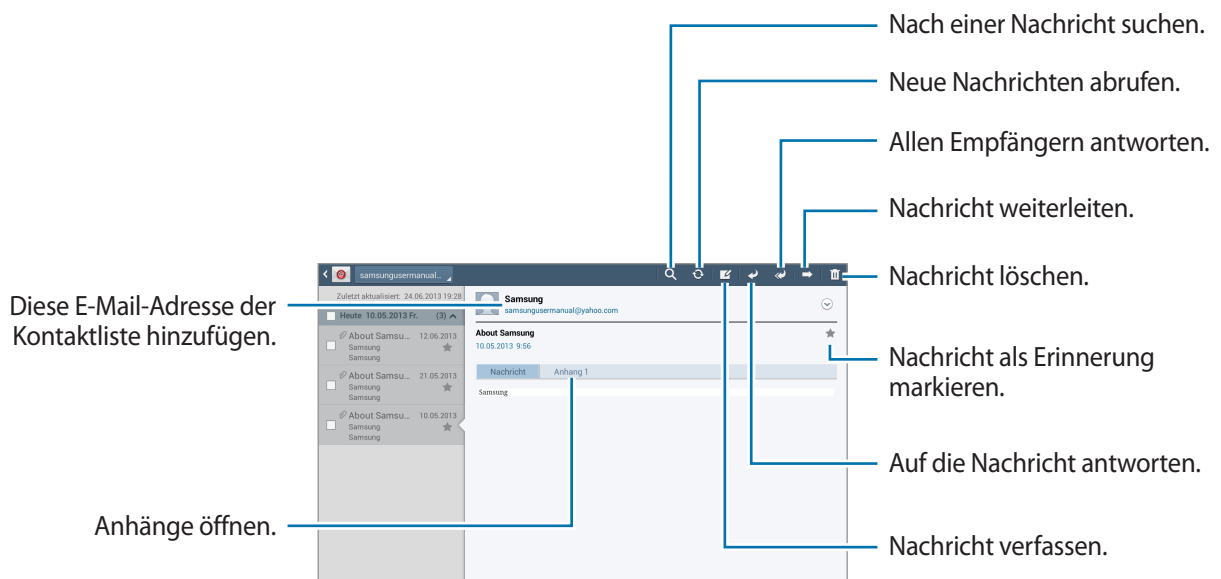 Nach einer Nachricht suchen.
Neue Nachrichten abrufen.
Allen Empfängern antworten.
Nachricht weiterleiten.
Nachricht löschen.
Nachricht als Erinnerung
markieren.
Auf die Nachricht antworten.
Nachricht verfassen.
Diese E-Mail-Adresse der
Kontaktliste hinzufügen.
Anhänge öffnen.
samsungusermanual..
Zuletzt aktualisiert: 24.06.2013 19:28
Heute 10.05.2013 Fr. (3)
About Samsu... 12.06.2013
Samsung
Samsung
About Samsu... 21.05.2013
Samsung
Samsung
About Samsu... 10.05.2013
Samsung
Samsung
Samsung
samsungusermanual@yahoo.com
About Samsung
10.05.2013 9:56
Nachricht Anhang 1
Samsung